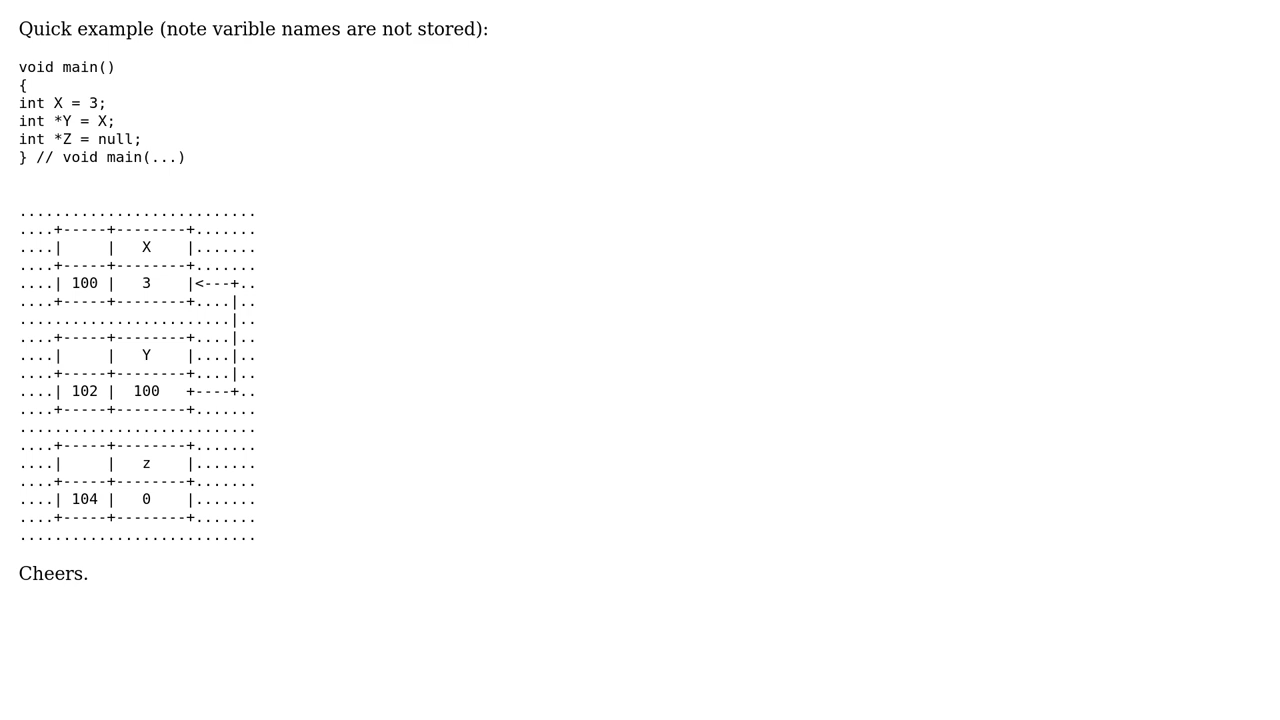 Quick example (note varible names are not stored):
void main()
{
int X = 3;
int *Y = X;
int *Z = null;
} // void main(...)
...........................
....+-----+--------+.......
....|     |   X    |.......
....+-----+--------+.......
....| 100 |   3    |<---+..
....+-----+--------+....|..
........................|..
....+-----+--------+....|..
....|     |   Y    |....|..
....+-----+--------+....|..
....| 102 |  100   +----+..
....+-----+--------+.......
...........................
....+-----+--------+.......
....|     |   z    |.......
....+-----+--------+.......
....| 104 |   0    |.......
....+-----+--------+.......
...........................
Cheers.